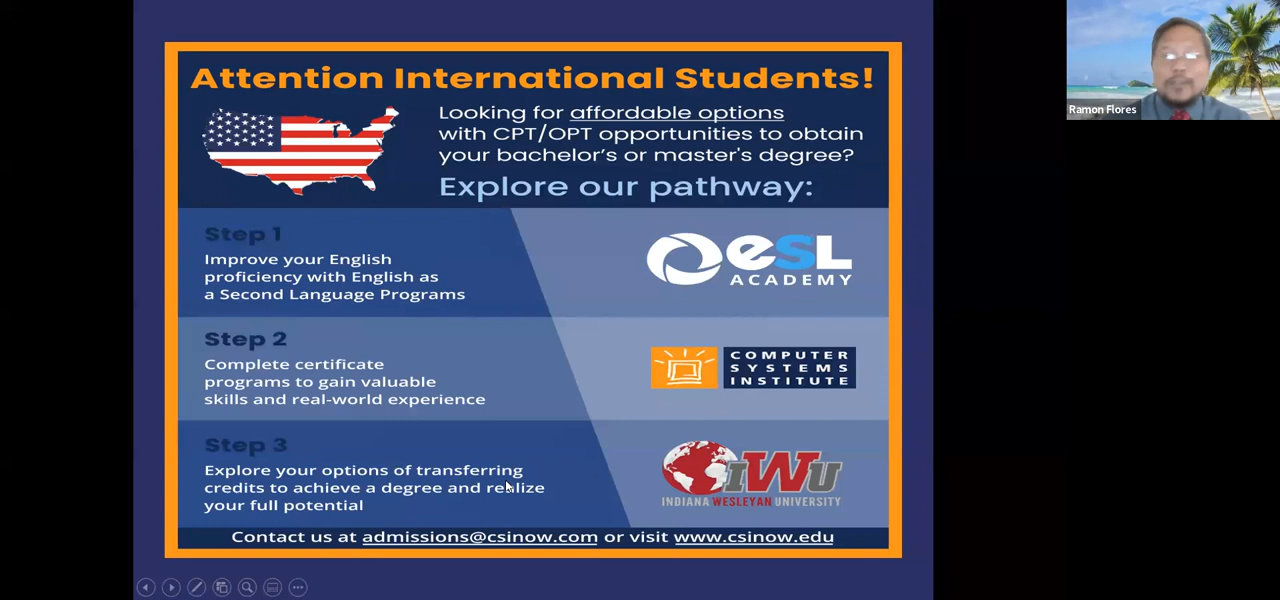 Attention International Students!
Looking for affordable options
with CPT/OPT opportunities to obtain
your bachelor's or master's degree?
Explore our pathway:
Step 1
Improve your English
proficiency with English as
a Second Language Programs
eSL
ACADEMY
Step 2
Complete certificate
programs to gain valuable
skills and real-world experience
COMPUTER
SYSTEMS
INSTITUTE
Step 3
Explore your options of transferring
credits to achieve a degree and realize
your full potential
IWU
INDIANA WESLEYAN UNIVERSITY
Contact us at admissions@csinow.com or visit www.csinow.edu
Ramon Flores